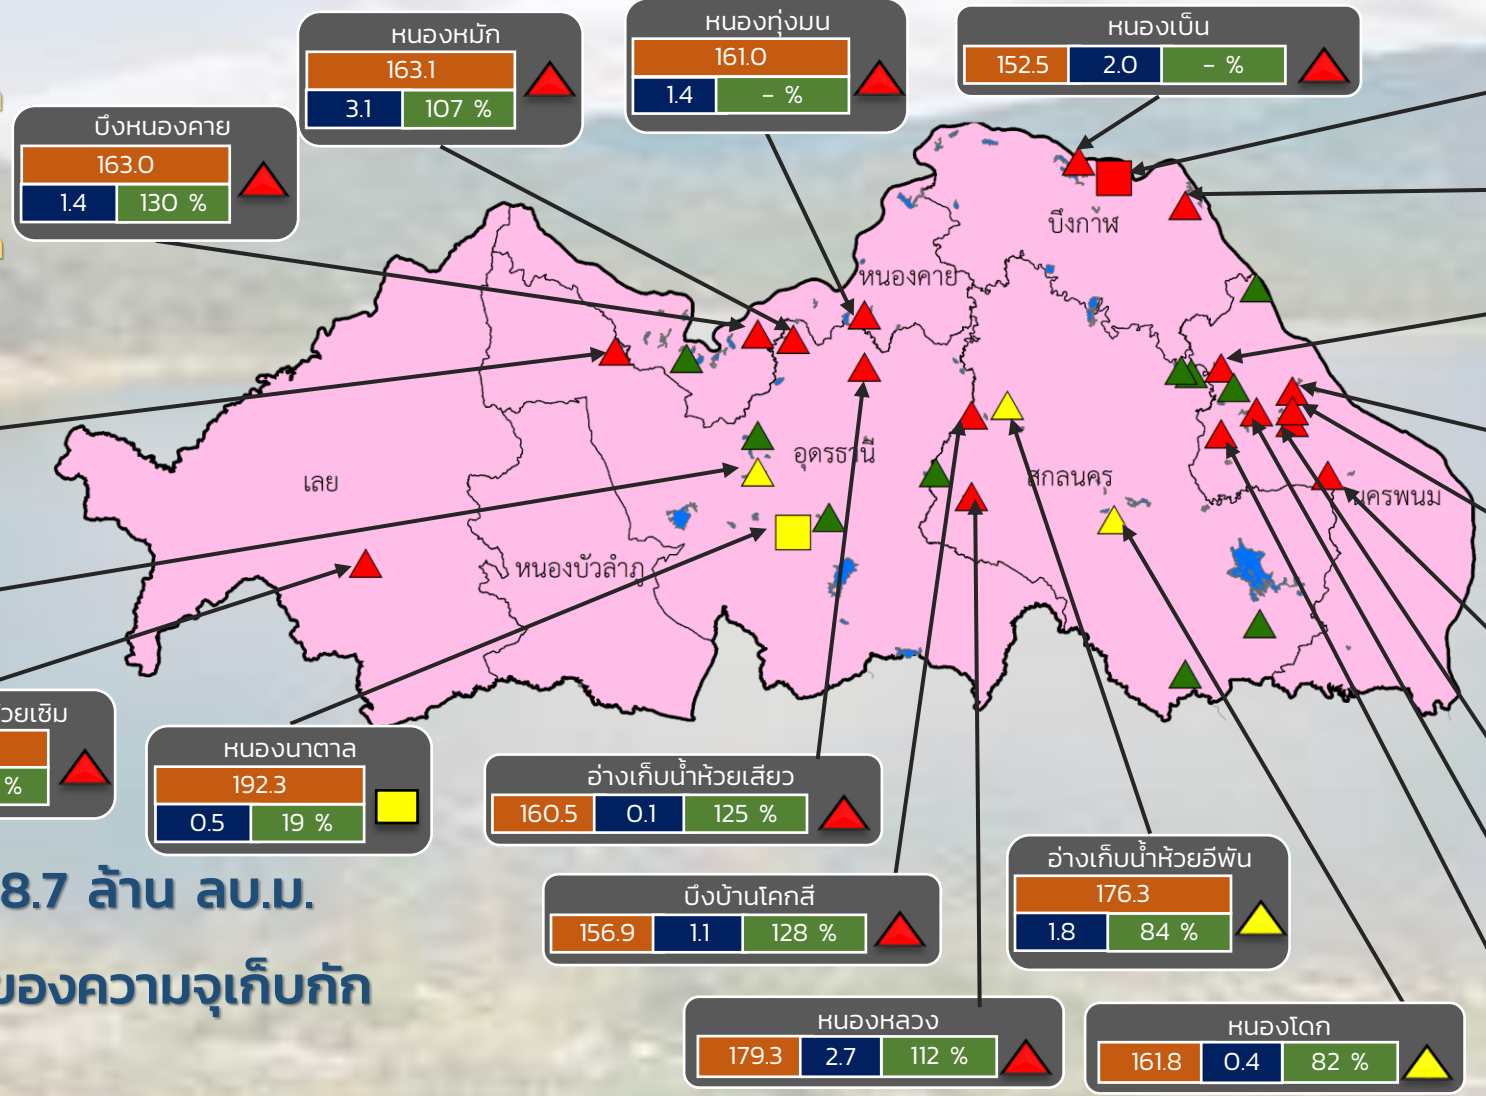 หนองหมัก
163.1
3.1 107 %
หนองทุ่งมน
161.0
1.4 - %
หนองเบ็น
152.5 2.0 - %
บึงหนองคาย
163.0
1.4 130 %
บึงกาฬ
หนองคาย
อุดรธานี
เลย
สกลนคร
นครพนม
หนองบัวลำภู
วยเซิม
%
หนองนาตาล
192.3
0.5 19 %
อ่างเก็บน้ำห้วยเสียว
160.5 0.1 125 %
บึงบ้านโคกสี
156.9 1.1 128 %
อ่างเก็บน้ำห้วยอีพัน
176.3
1.8 84 %
หนองหลวง
179.3 2.7 112 %
หนองโดก
161.8 0.4 82 %
8.7 ล้าน ลบ.ม.
ของความจุเก็บกัก